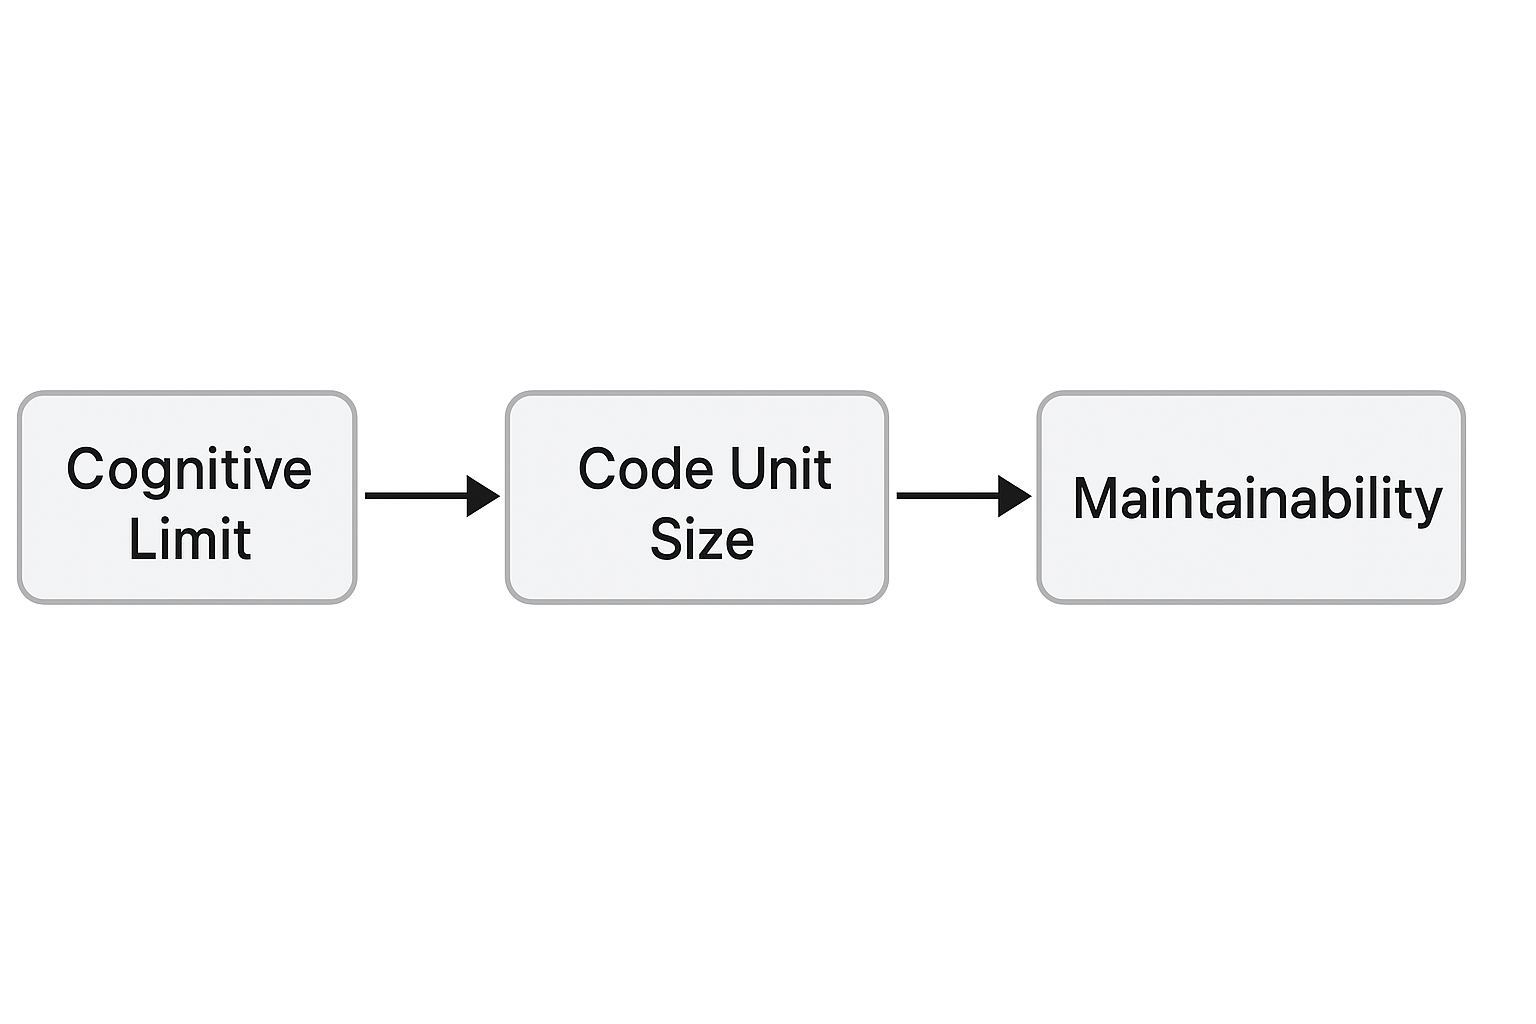 Cognitive
Limit
Code Unit
Size
Maintainability